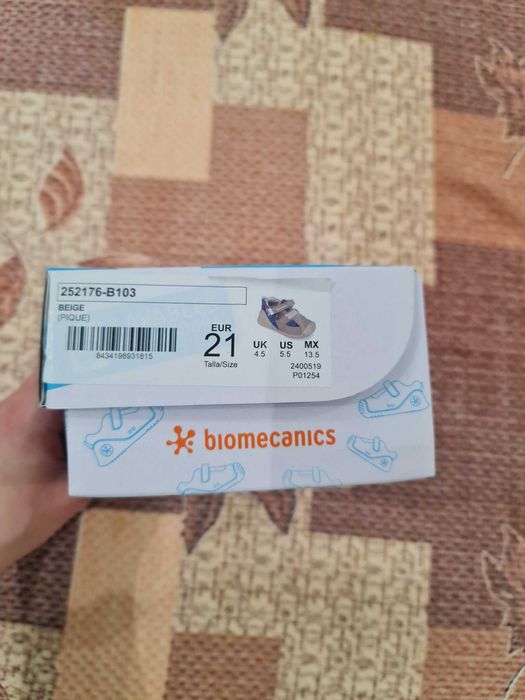 252176-B103
BEIGE
(PIQUE)
8434198931815
EUR
21
Talla/Size
UK US MX
4.5 5.5 13.5
2400519
P01254
biomecanics